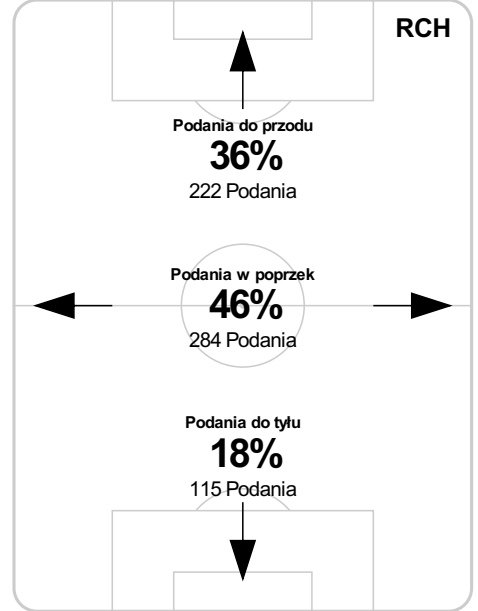 RCH
Podania do przodu
36%
222 Podania
Podania w poprzek
46%
284 Podania
Podania do tyłu
18%
115 Podania